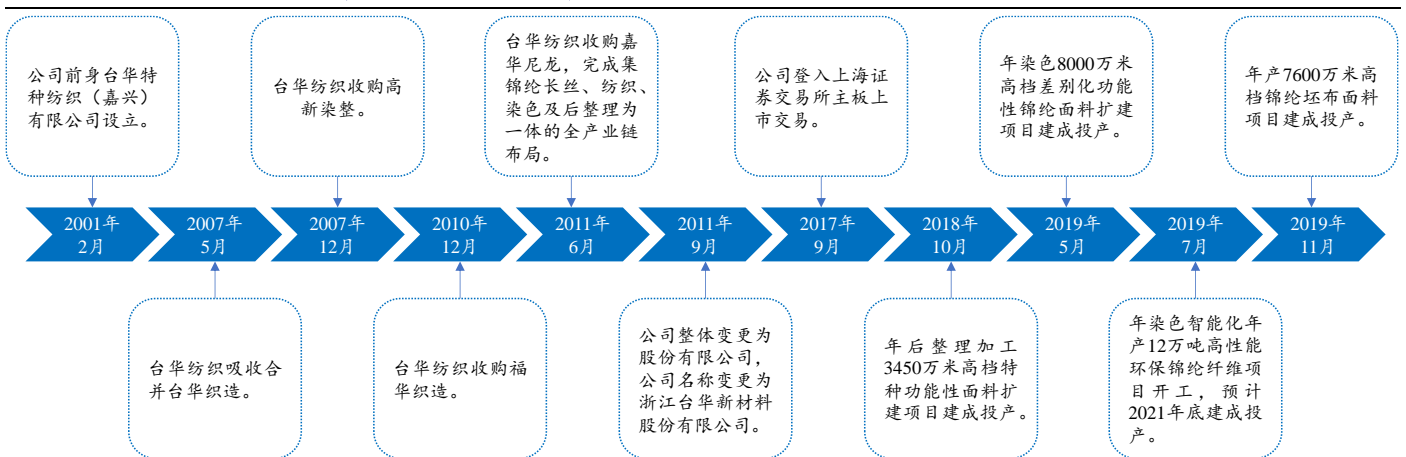 公司前身台华特
种纺织（嘉兴）
有限公司设立。
台华纺织收购高
新染整。
台华纺织收购嘉
华尼龙，完成集
锦纶长丝、纺织、
染色及后整理为
一体的全产业链
布局。
公司登入上海证
券交易所主板上
市交易。
年染色8000万米
高档差别化功能
性锦纶面料扩建
项目建成投产。
年产7600万米高
档锦纶坯布面料
项目建成投产。
2001年
2月
2007年
5月
2007年
12月
2010年
12月
2011年
6月
2011年
9月
2017年
9月
2018年
10月
2019年
5月
2019年
7月
2019年
11月
台华纺织吸收合
并台华织造。
台华纺织收购福
华织造。
公司整体变更为
股份有限公司，
公司名称变更为
浙江台华新材料
股份有限公司。
年后整理加工
3450万米高档特
种功能性面料扩
建项目建成投产。
年染色智能化年
产12万吨高性能
环保锦纶纤维项
目开工，预计
2021年底建成投
产。